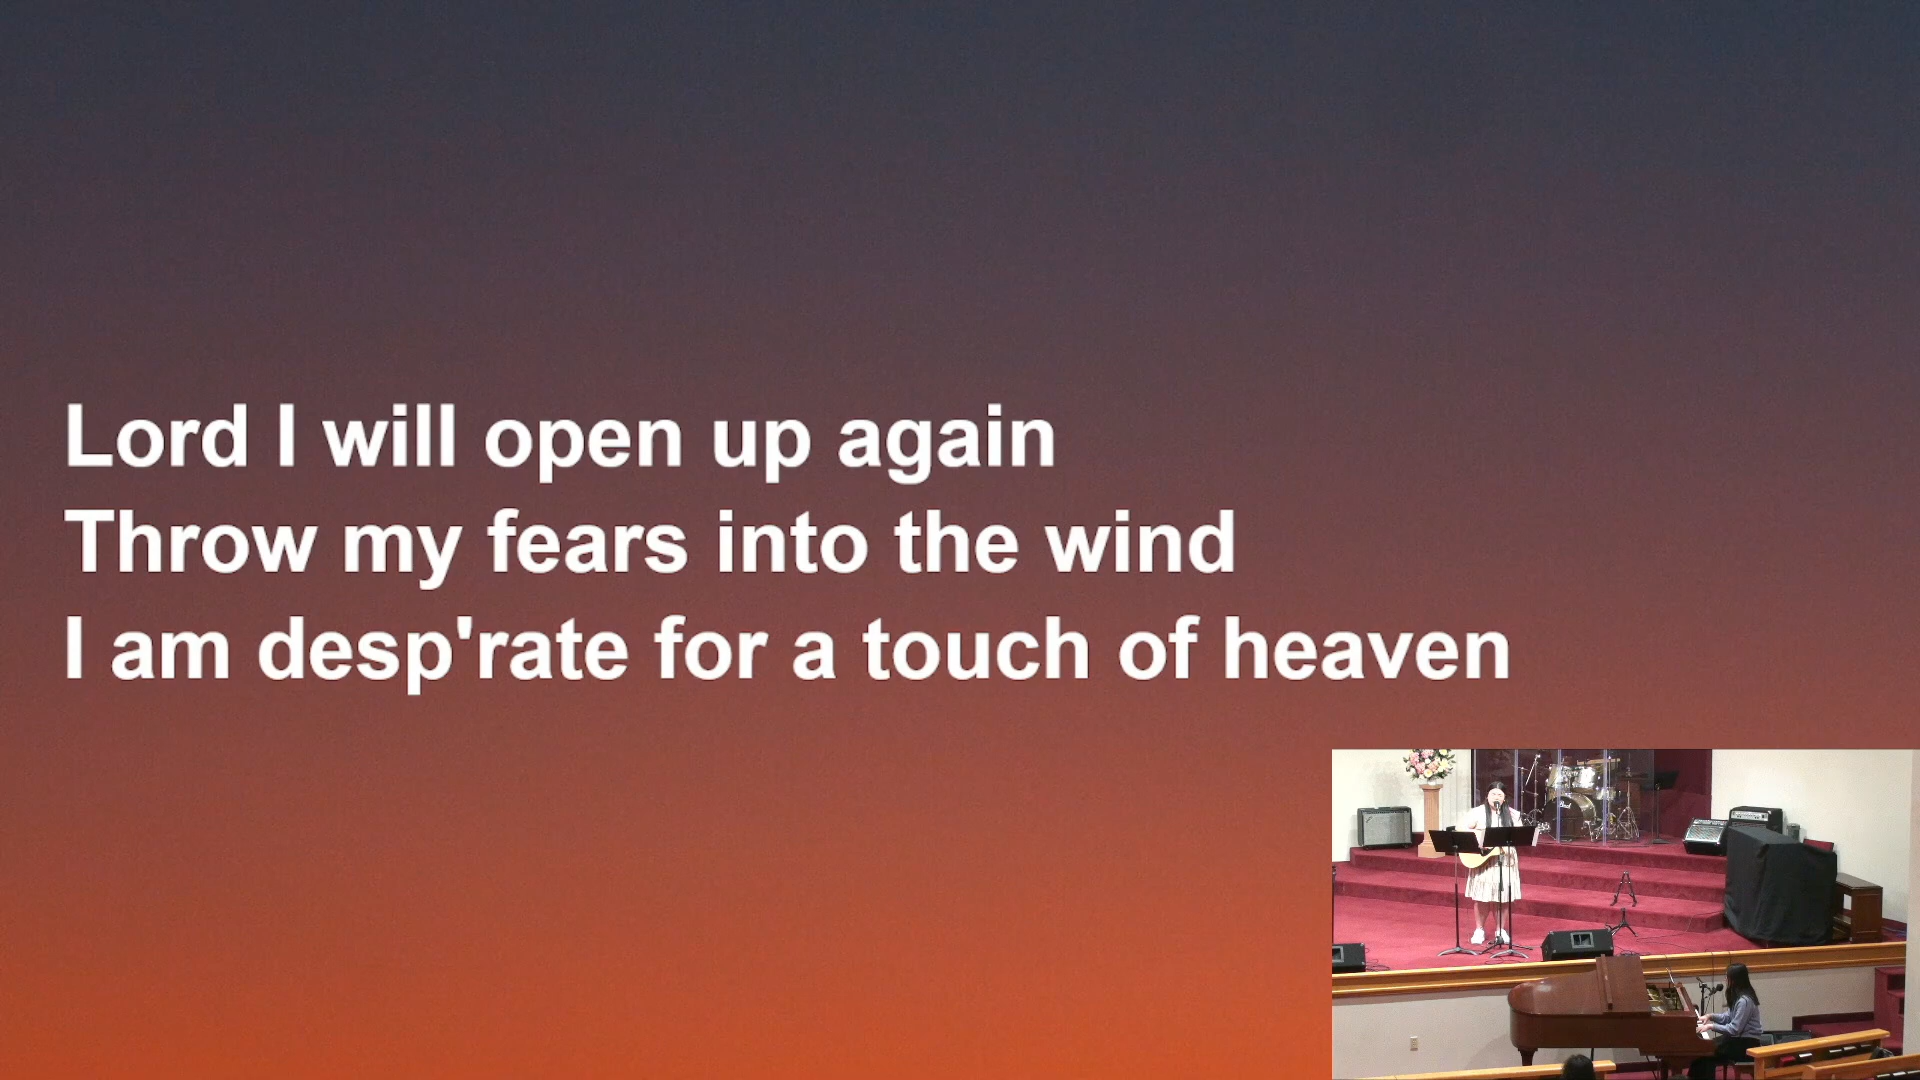 Lord I will open up again
Throw my fears into the wind
I am desp'rate for a touch of heaven